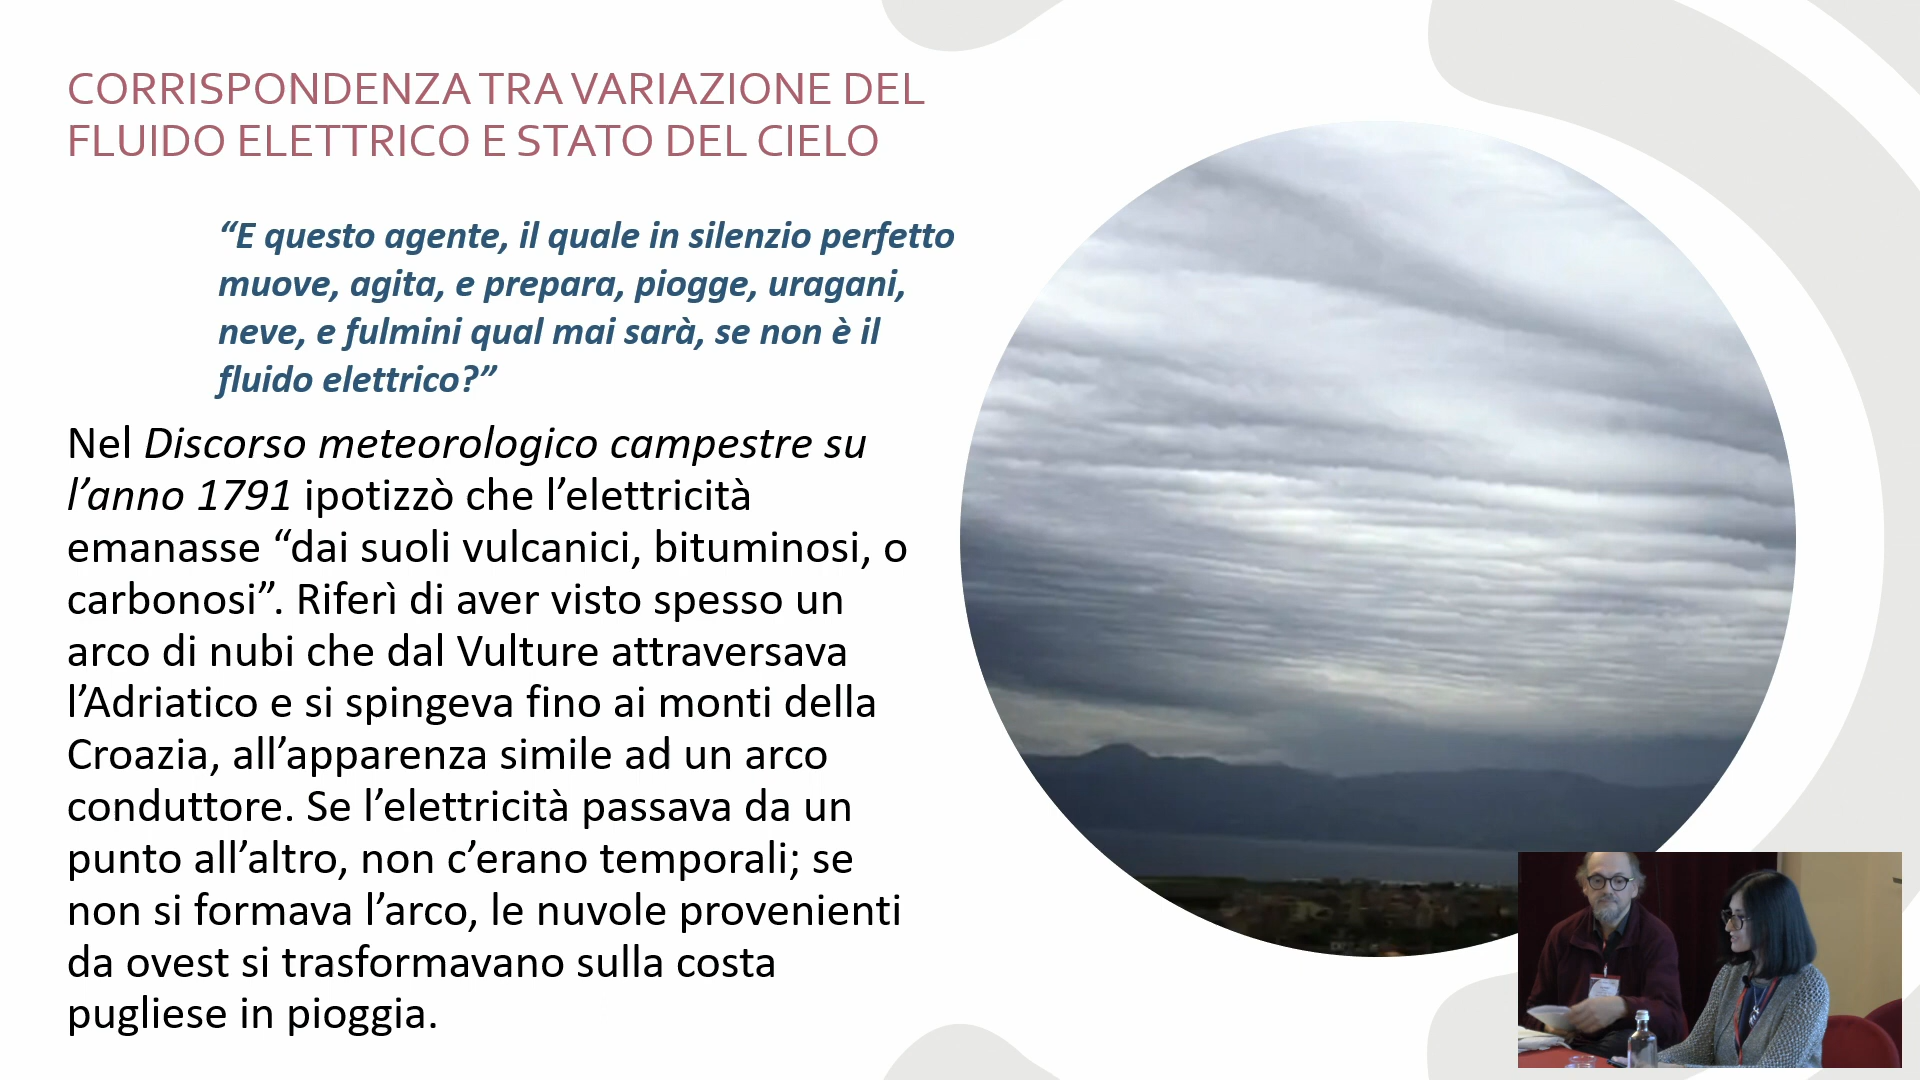 CORRISPONDENZA TRA VARIAZIONE DEL
FLUIDO ELETTRICO E STATO DEL CIELO
“E questo agente, il quale in silenzio perfetto
muove, agita, e prepara, piogge, uragani,
neve, e fulmini qual mai sarà, se non è il
fluido elettrico?”
Nel Discorso meteorologico campestre su
l’anno 1791 ipotizzò che l’elettricità
emanasse “dai suoli vulcanici, bituminosi, o
carbonosi”. Riferì di aver visto spesso un
arco di nubi che dal Vulture attraversava
l’Adriatico e si spingeva fino ai monti della
Croazia, all’apparenza simile ad un arco
conduttore. Se l’elettricità passava da un
punto all’altro, non c’erano temporali; se
non si formava l’arco, le nuvole provenienti
da ovest si trasformavano sulla costa
pugliese in pioggia.